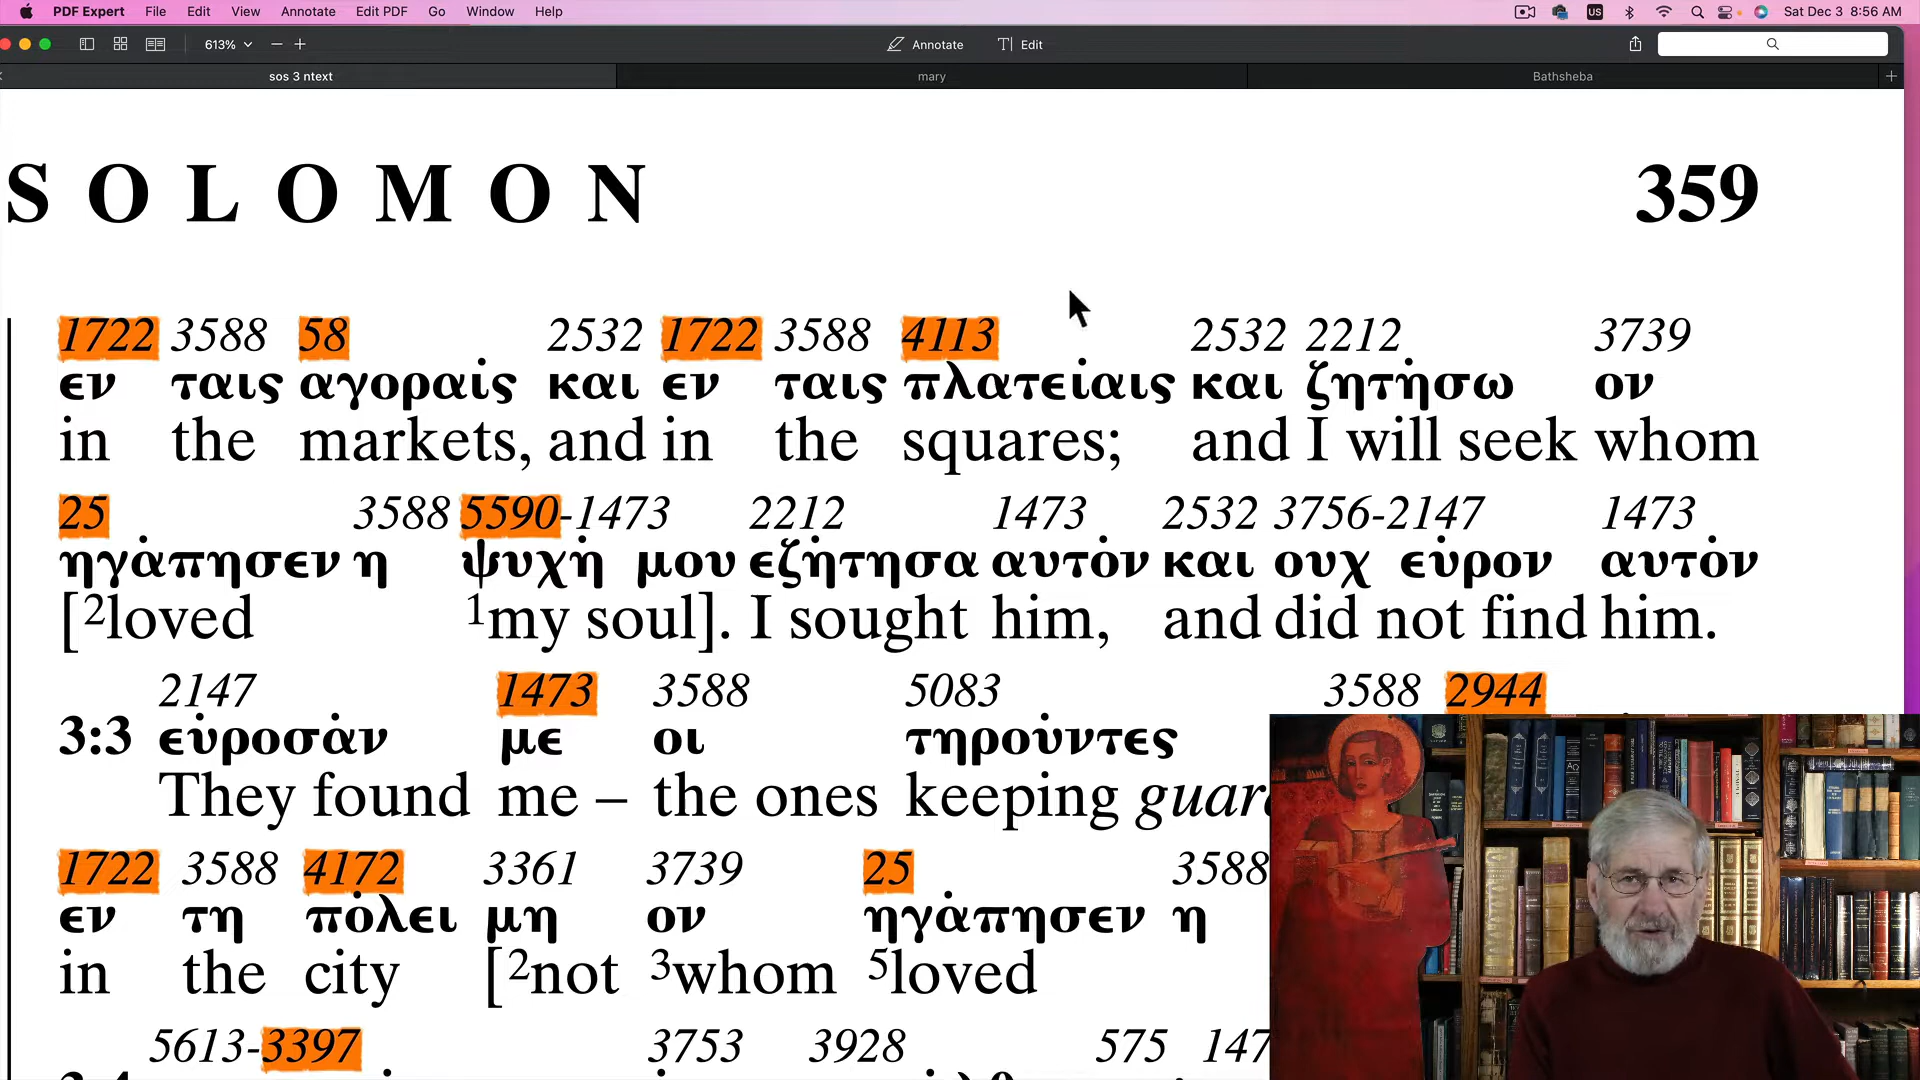 PDF Expert File Edit View Annotate Edit PDF Go Window Help US Sat Dec 3 8:56 AM
613% Annotate Edit
sos 3 ntext mary Bathsheba
SOLOMON 359
1722 3588 58 2532 1722 3588 4113 2532 2212 3739
εν ταις αγοραίς και εν ταις πλατείαις και ζητήσω ον
in the markets, and in the squares; and I will seek whom
25 3588 5590-1473 2212 1473 2532 3756-2147 1473
ηγάπησεν η ψυχή μου εζήτησα αυτόν και ουχ εύρον αυτόν
[²loved ¹my soul]. I sought him, and did not find him.
2147 1473 3588 5083 3588 2944
3:3 εύροσάν με οι τηρούντες
They found me – the ones keeping
1722 3588 4172 3361 3739 25 3588
εν τη πόλει μη ον ηγάπησεν η
in the city [²not ³whom ⁵loved
5613-3397 3753 3928 575 147